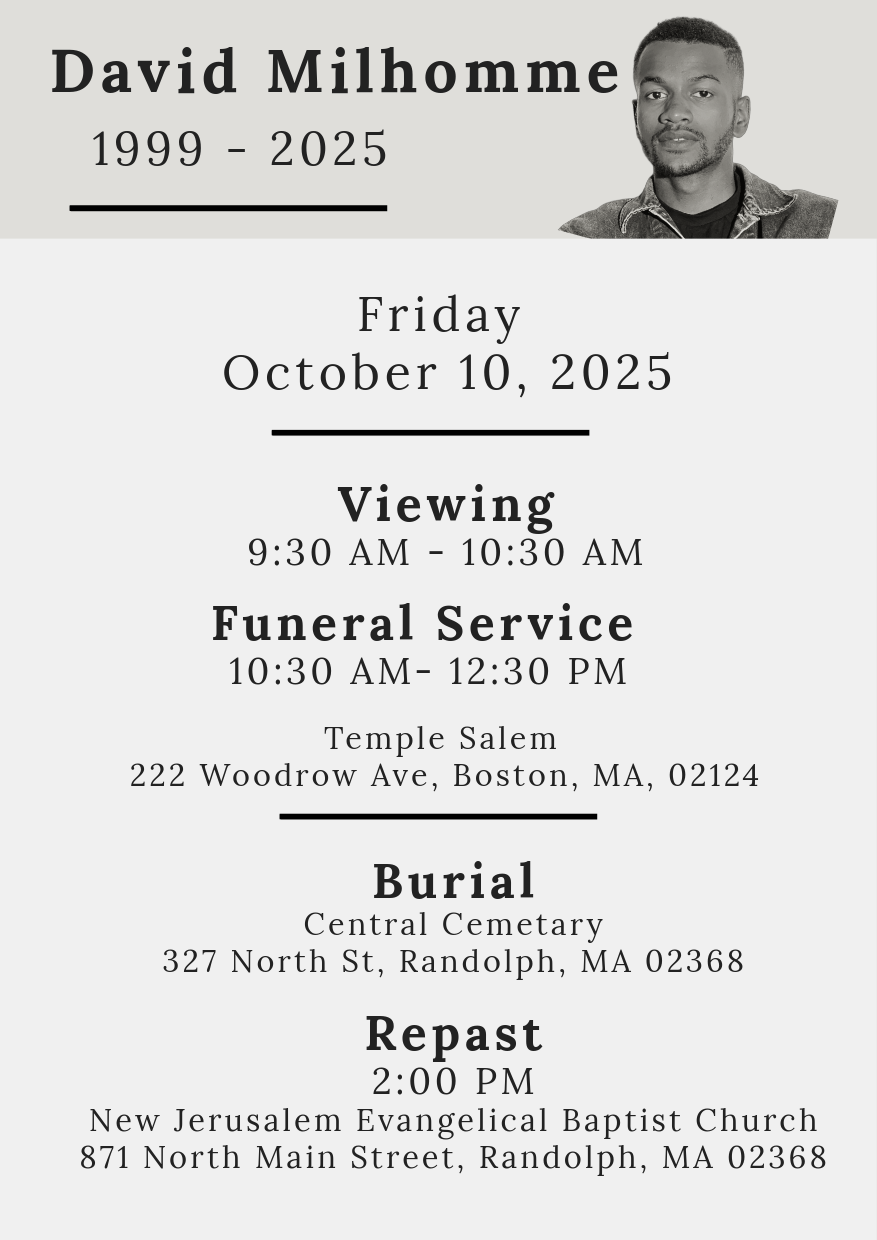 David Milhomme
1999 - 2025
Friday
October 10, 2025
Viewing
9:30 AM - 10:30 AM
Funeral Service
10:30 AM- 12:30 PM
Temple Salem
222 Woodrow Ave, Boston, MA, 02124
Burial
Central Cemetary
327 North St, Randolph, MA 02368
Repast
2:00 PM
New Jerusalem Evangelical Baptist Church
871 North Main Street, Randolph, MA 02368